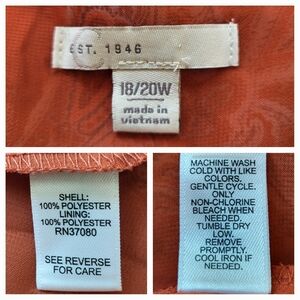 EST. 1946
18/20W
made in
vietnam
SHELL:
100% POLYESTER
LINING:
100% POLYESTER
RN37080
SEE REVERSE
FOR CARE
MACHINE WASH
COLD WITH LIKE
COLORS.
GENTLE CYCLE.
ONLY
NON-CHLORINE
BLEACH WHEN
NEEDED.
TUMBLE DRY
LOW.
REMOVE
PROMPTLY.
COOL IRON IF
NEEDED.